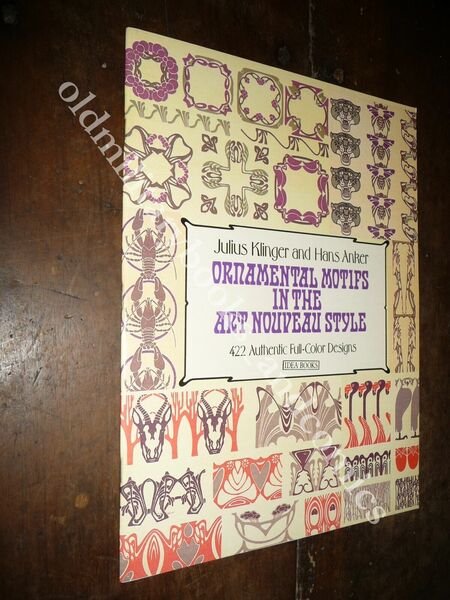 Julius Klinger and Hans Anker
ORNAMENTAL MOTIFS
IN THE
ART NOUVEAU STYLE
422 Authentic Full-Color Designs
IDEA BOOKS